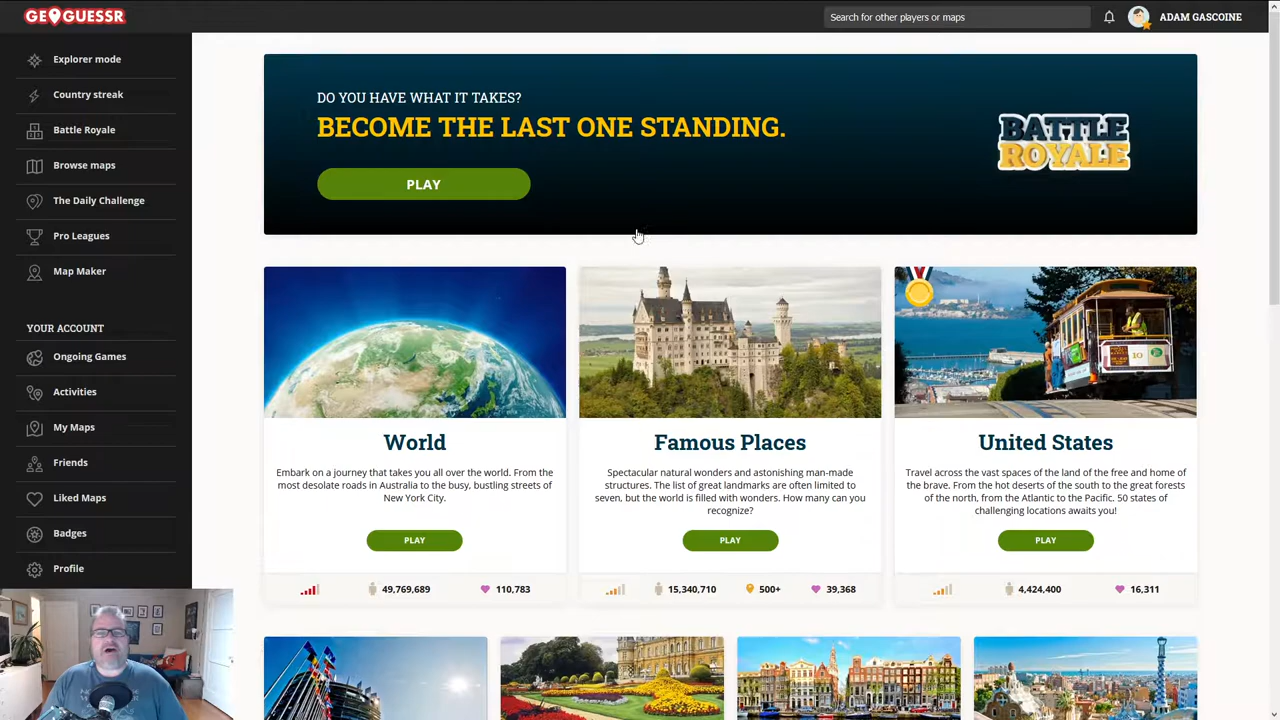 GEOGUESSR
Search for other players or maps
ADAM GASCOINE
Explorer mode
Country streak
Battle Royale
Browse maps
The Daily Challenge
Pro Leagues
Map Maker
YOUR ACCOUNT
Ongoing Games
Activities
My Maps
Friends
Liked Maps
Badges
Profile
DO YOU HAVE WHAT IT TAKES?
BECOME THE LAST ONE STANDING.
PLAY
BATTLE
ROYALE
World
Embark on a journey that takes you all over the world. From the
most desolate roads in Australia to the busy, bustling streets of
New York City.
PLAY
49,769,689
110,783
Famous Places
Spectacular natural wonders and astonishing man-made
structures. The list of great landmarks are often limited to
seven, but the world is filled with wonders. How many can you
recognize?
PLAY
15,340,710
500+
39,368
United States
Travel across the vast spaces of the land of the free and home of
the brave. From the hot deserts of the south to the great forests
of the north, from the Atlantic to the Pacific. 50 states of
challenging locations awaits you!
PLAY
4,424,400
16,311